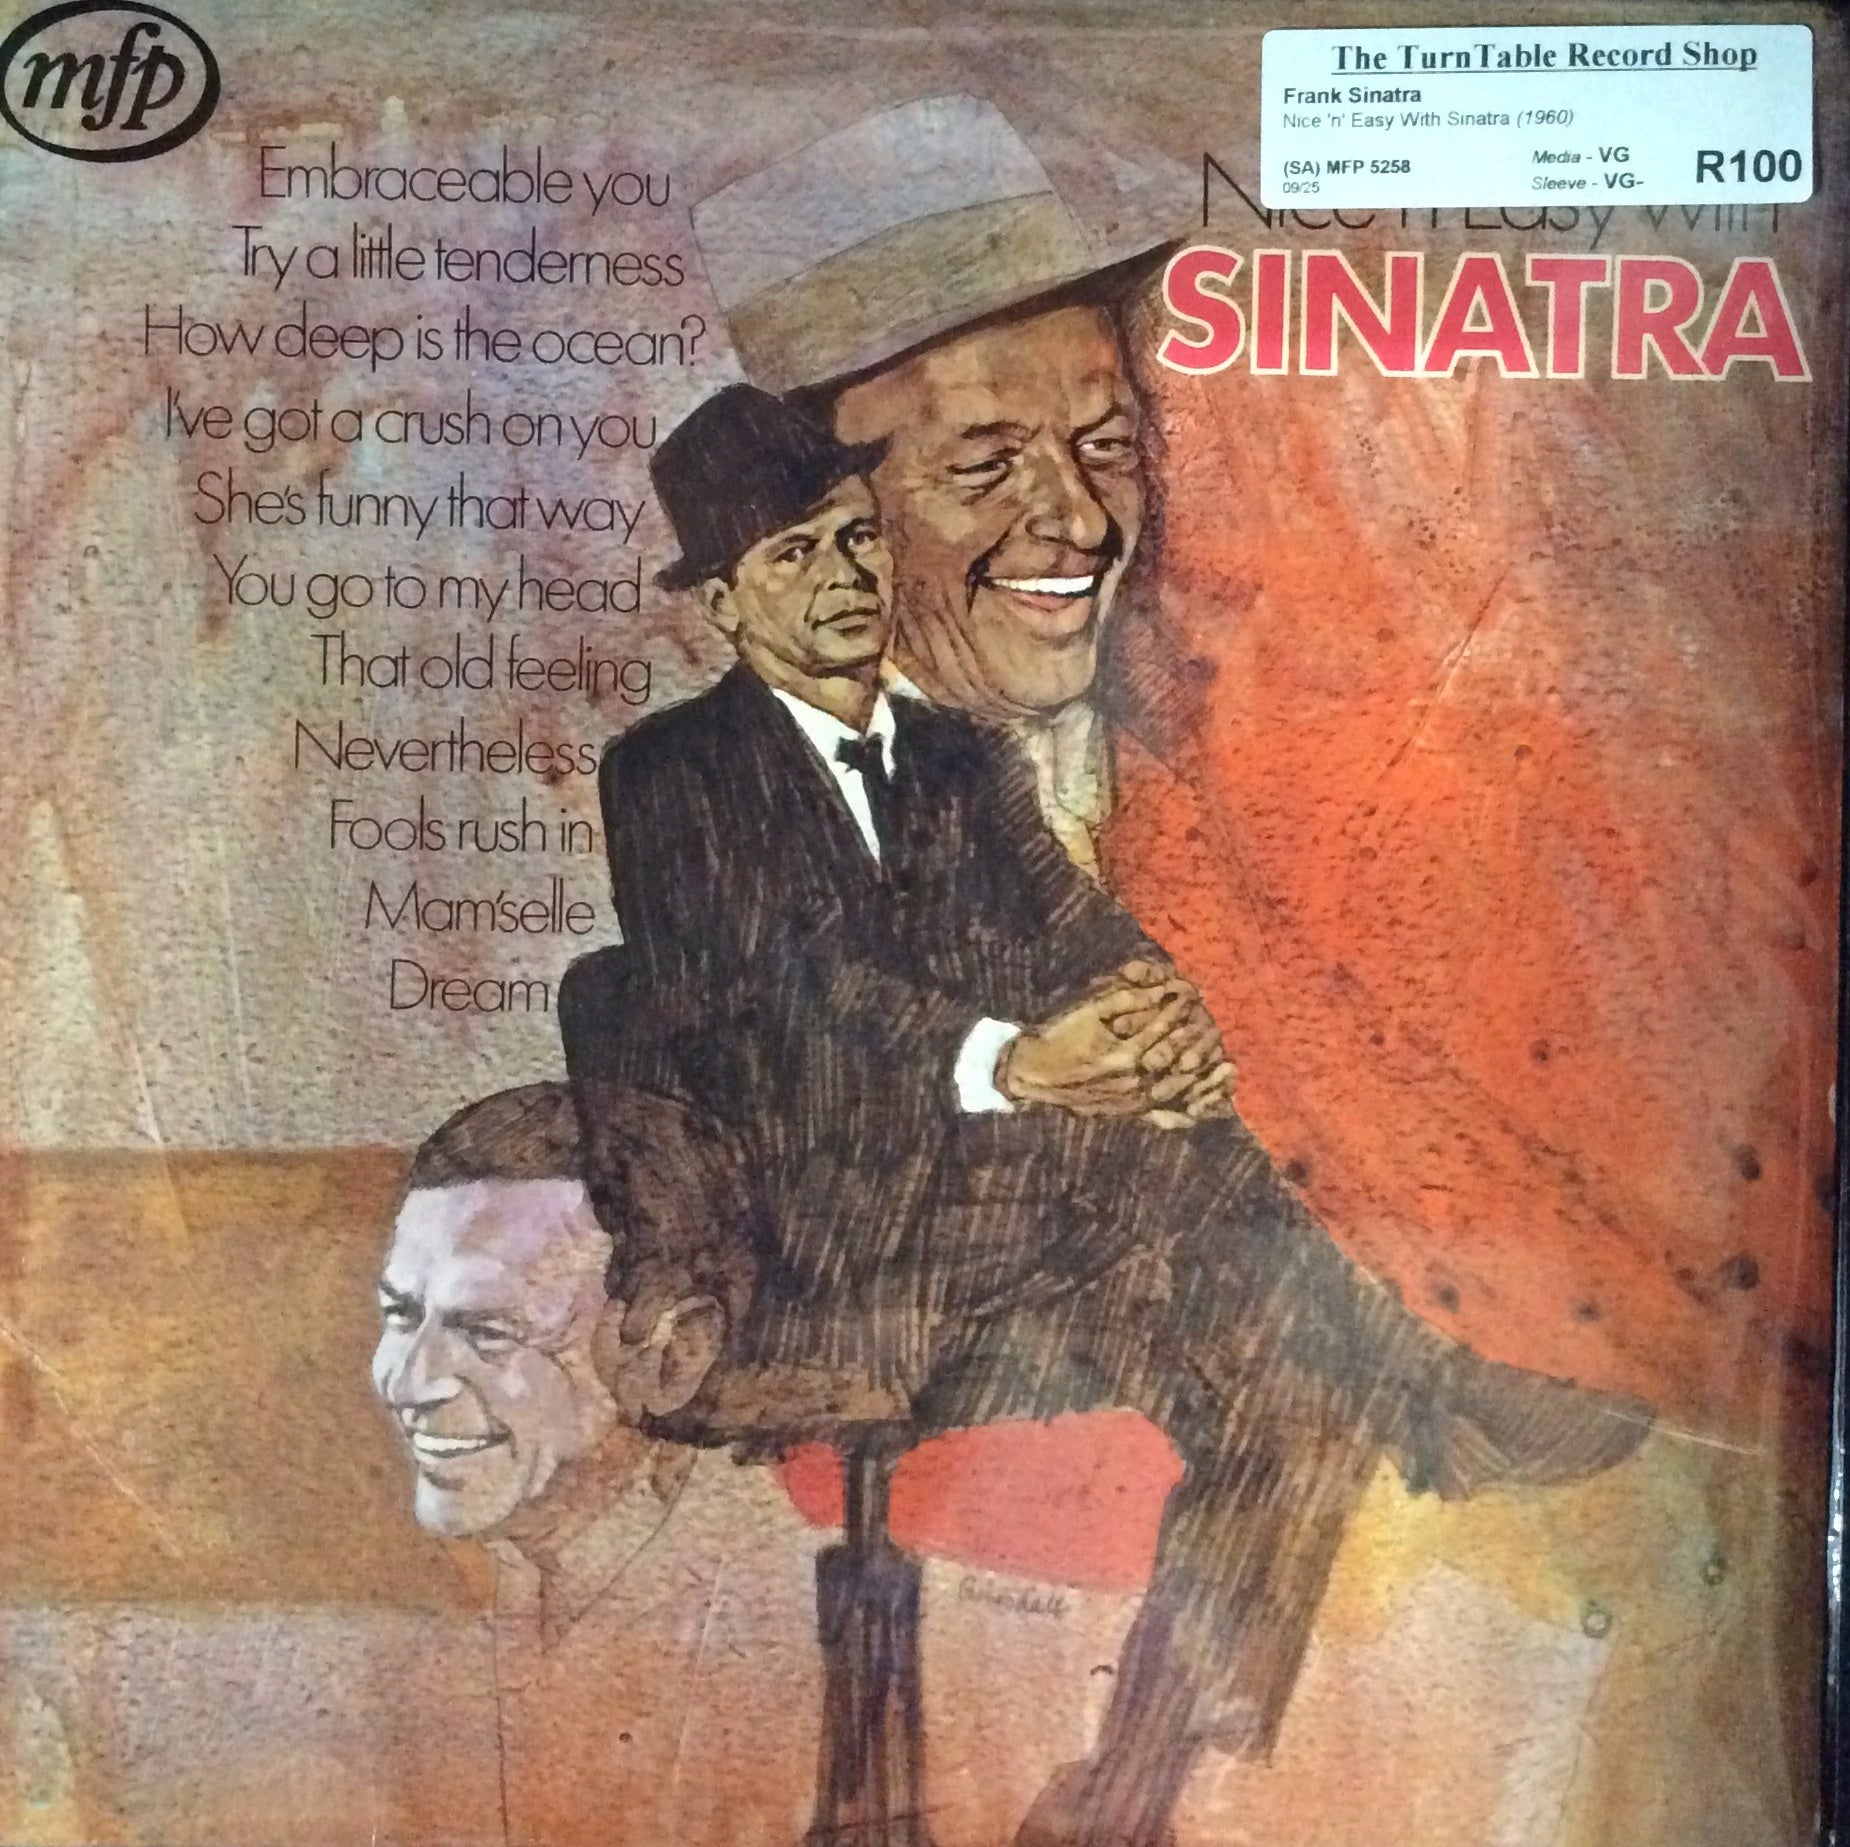 mfp
The TurnTable Record Shop
Frank Sinatra
Nice 'n' Easy With Sinatra (1960)
(SA) MFP 5258
09/25
Media - VG
Sleeve - VG-
R100
Nice 'n' Easy With
SINATRA
Embraceable you
Try a little tenderness
How deep is the ocean?
I've got a crush on you
She's funny that way
You go to my head
That old feeling
Nevertheless
Fools rush in
Mam'selle
Dream